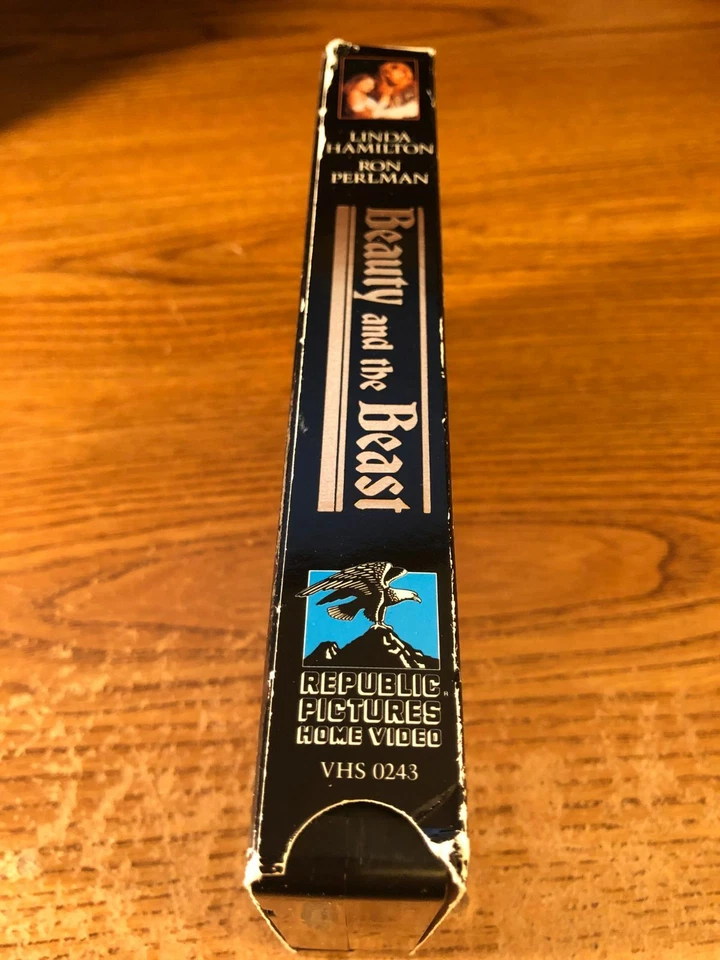 LINDA
HAMILTON
RON
PERLMAN
Beauty and the Beast
REPUBLIC®
PICTURES
HOME VIDEO
VHS 0243